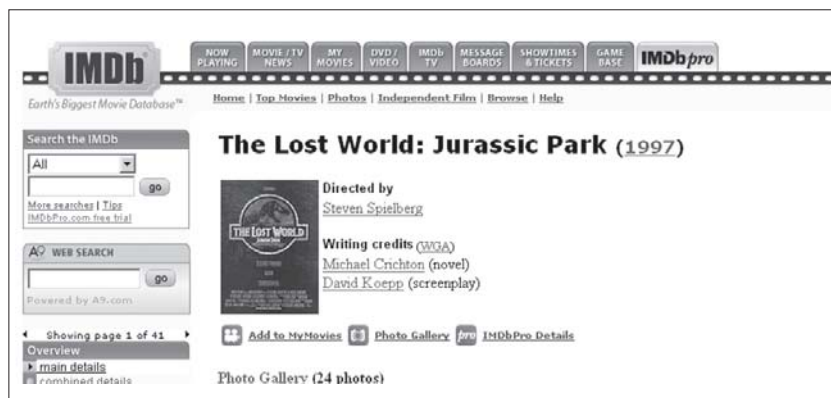 IMDb
NOW PLAYING
MOVIE / TV NEWS
MY MOVIES
DVD / VIDEO
IMDb TV
MESSAGE BOARDS
SHOWTIMES & TICKETS
GAME BASE
IMDb pro
Earth's Biggest Movie Database™
Home | Top Movies | Photos | Independent Film | Browse | Help
Search the IMDb
All
go
More searches | Tips
IMDbPro.com free trial
A9 WEB SEARCH
go
Powered by A9.com
Showing page 1 of 41
Overview
main details
combined details
The Lost World: Jurassic Park (1997)
THE LOST WORLD
Directed by
Steven Spielberg
Writing credits (WGA)
Michael Crichton (novel)
David Koepp (screenplay)
Add to MyMovies Photo Gallery pro IMDbPro Details
Photo Gallery (24 photos)